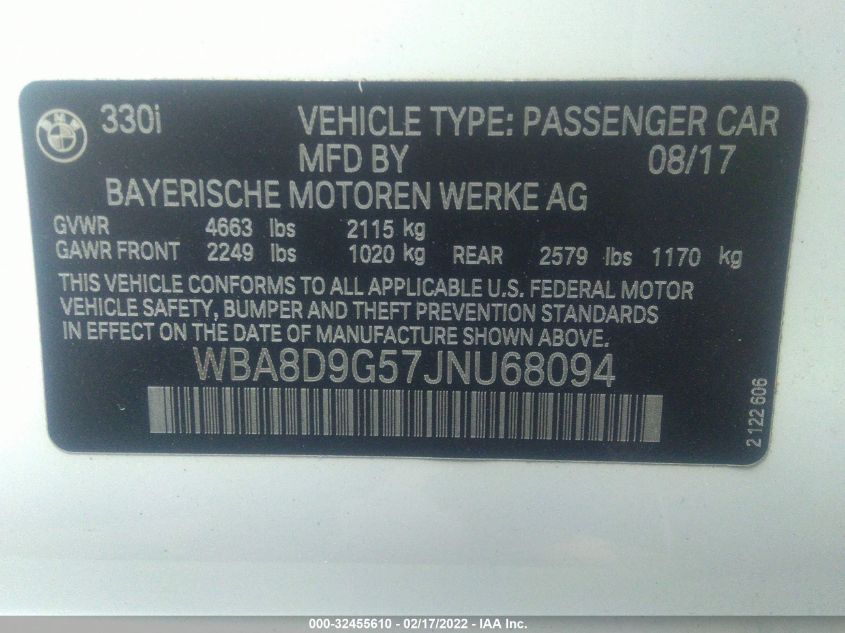 BMW 330i VEHICLE TYPE: PASSENGER CAR
MFD BY 08/17
BAYERISCHE MOTOREN WERKE AG
GVWR 4663 lbs 2115 kg
GAWR FRONT 2249 lbs 1020 kg REAR 2579 lbs 1170 kg
THIS VEHICLE CONFORMS TO ALL APPLICABLE U.S. FEDERAL MOTOR
VEHICLE SAFETY, BUMPER AND THEFT PREVENTION STANDARDS
IN EFFECT ON THE DATE OF MANUFACTURE SHOWN ABOVE.
WBA8D9G57JNU68094
2122606
000-32455610 - 02/17/2022 - IAA Inc.